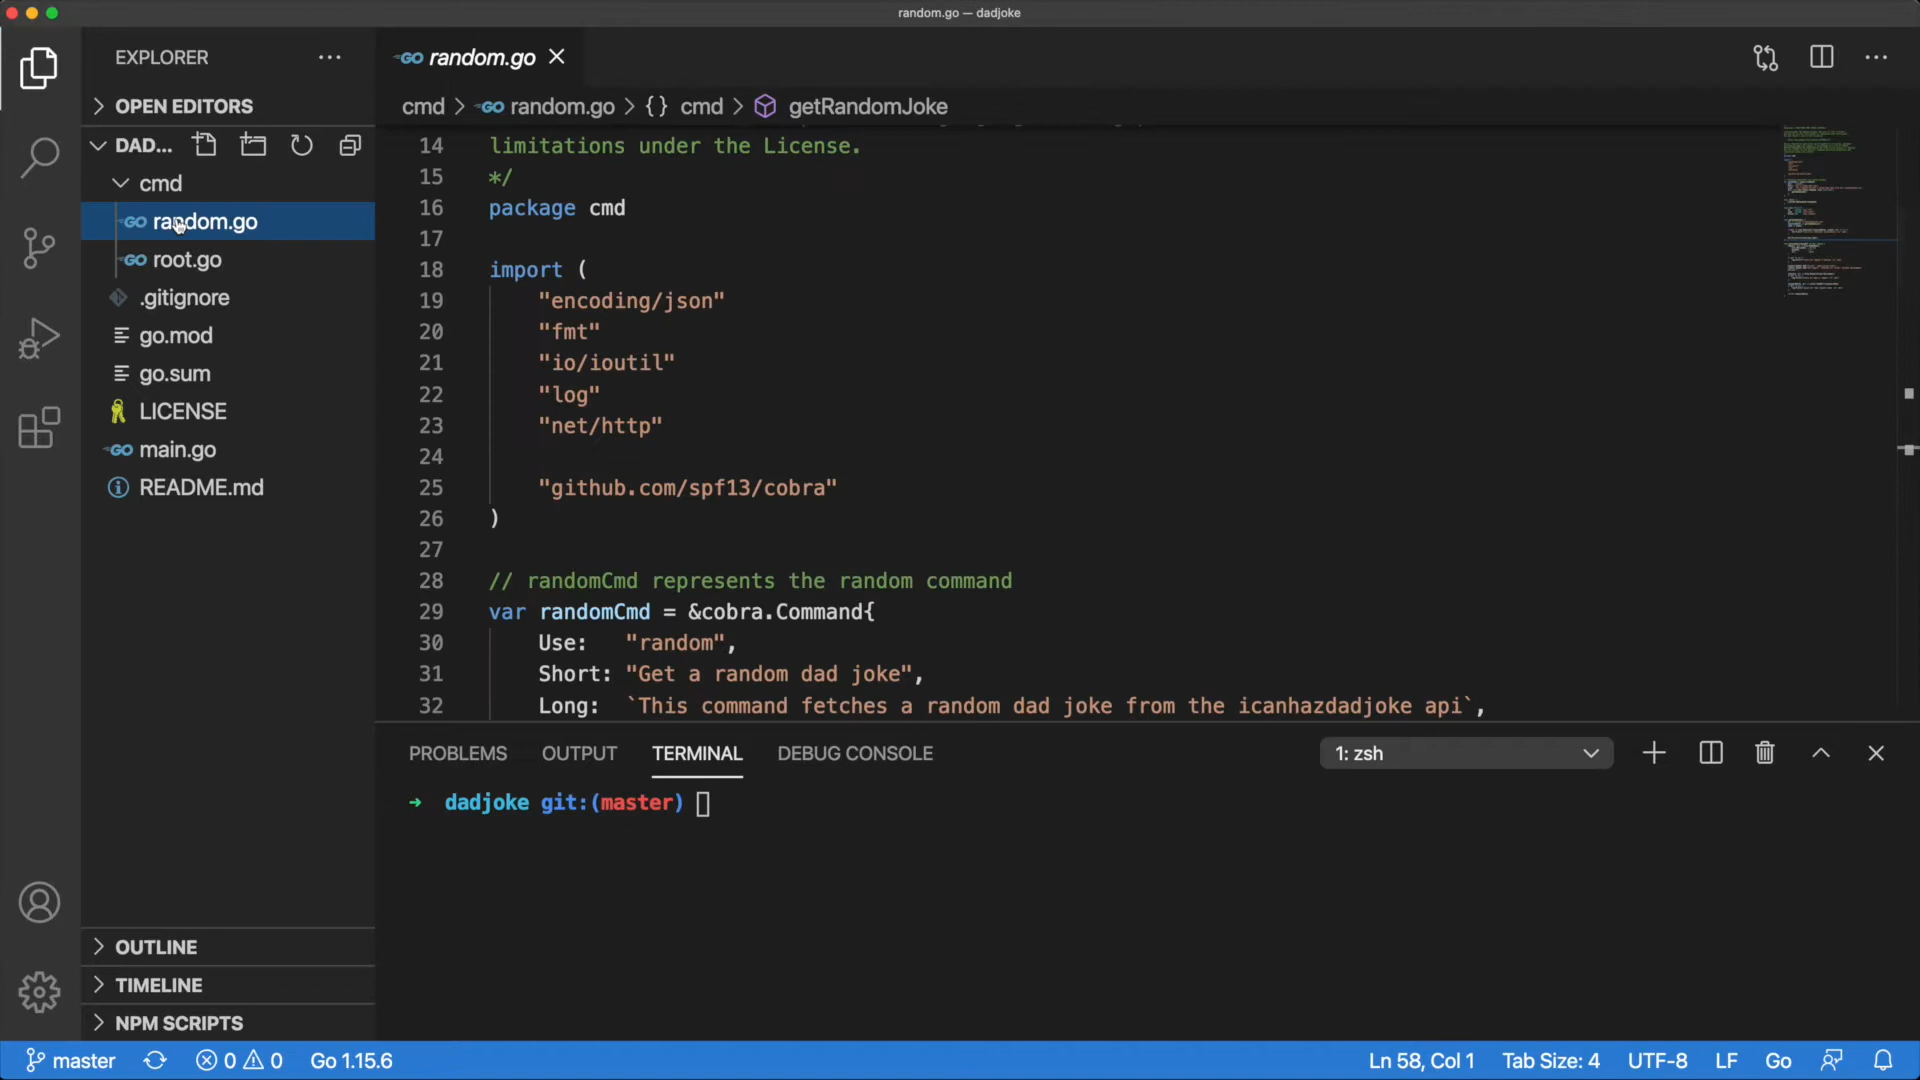 random.go — dadjoke
EXPLORER
random.go
OPEN EDITORS
cmd > random.go > {} cmd > getRandomJoke
DAD...
cmd
random.go
root.go
.gitignore
go.mod
go.sum
LICENSE
main.go
README.md
14 limitations under the License.
15 */
16 package cmd
17
18 import (
19 "encoding/json"
20 "fmt"
21 "io/ioutil"
22 "log"
23 "net/http"
24
25 "github.com/spf13/cobra"
26 )
27
28 // randomCmd represents the random command
29 var randomCmd = &cobra.Command{
30 Use: "random",
31 Short: "Get a random dad joke",
32 Long: `This command fetches a random dad joke from the icanhazdadjoke api`,
PROBLEMS OUTPUT TERMINAL DEBUG CONSOLE 1: zsh
→ dadjoke git:(master)
OUTLINE
TIMELINE
NPM SCRIPTS
master 0 0 Go 1.15.6 Ln 58, Col 1 Tab Size: 4 UTF-8 LF Go